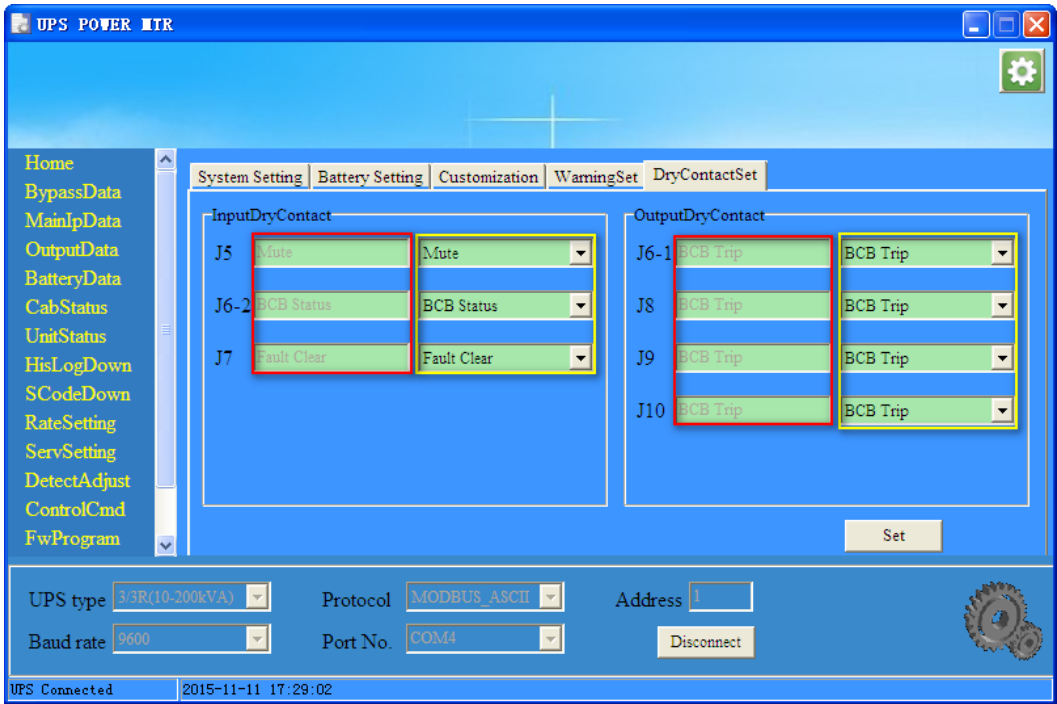 UPS POWER MTR
Home
BypassData
MainIpData
OutputData
BatteryData
CabStatus
UnitStatus
HisLogDown
SCodeDown
RateSetting
ServSetting
DetectAdjust
ControlCmd
FwProgram
System Setting Battery Setting Customization WarningSet DryContactSet
InputDryContact
J5 Mute Mute
J6-2 BCB Status BCB Status
J7 Fault Clear Fault Clear
OutputDryContact
J6-1 BCB Trip BCB Trip
J8 BCB Trip BCB Trip
J9 BCB Trip BCB Trip
J10 BCB Trip BCB Trip
Set
UPS type 3/3R(10-200kVA) Protocol MODBUS_ASCII Address 1
Baud rate 9600 Port No. COM4 Disconnect
UPS Connected 2015-11-11 17:29:02